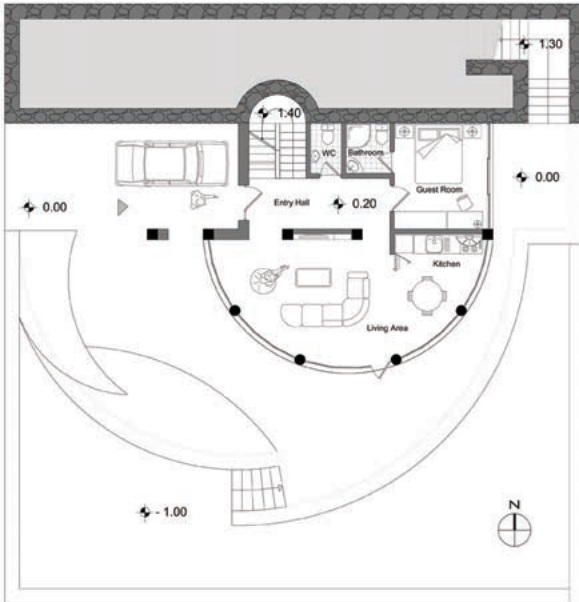 1.30
1.40
WC
Bathroom
0.00
Guest Room
0.00
Entry Hall
0.20
Kitchen
Living Area
- 1.00
N